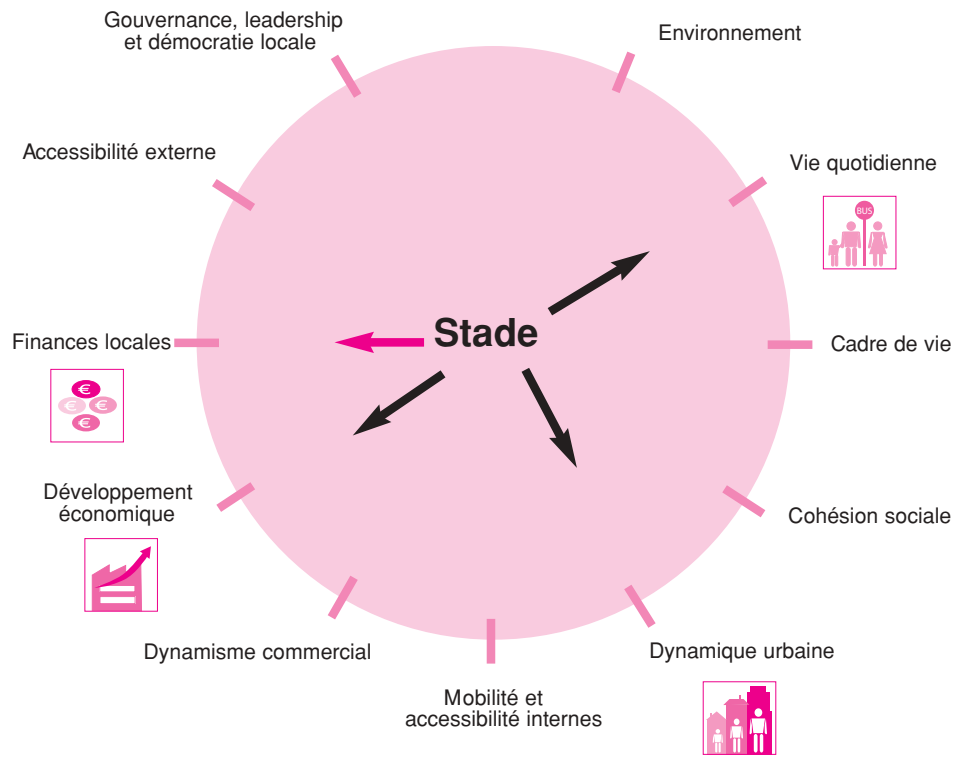 Gouvernance, leadership
et démocratie locale
Environnement
Accessibilité externe
Vie quotidienne
BUS
Stade
Finances locales
Cadre de vie
€
€ €
€
Développement
économique
Cohésion sociale
Dynamisme commercial
Dynamique urbaine
Mobilité et
accessibilité internes